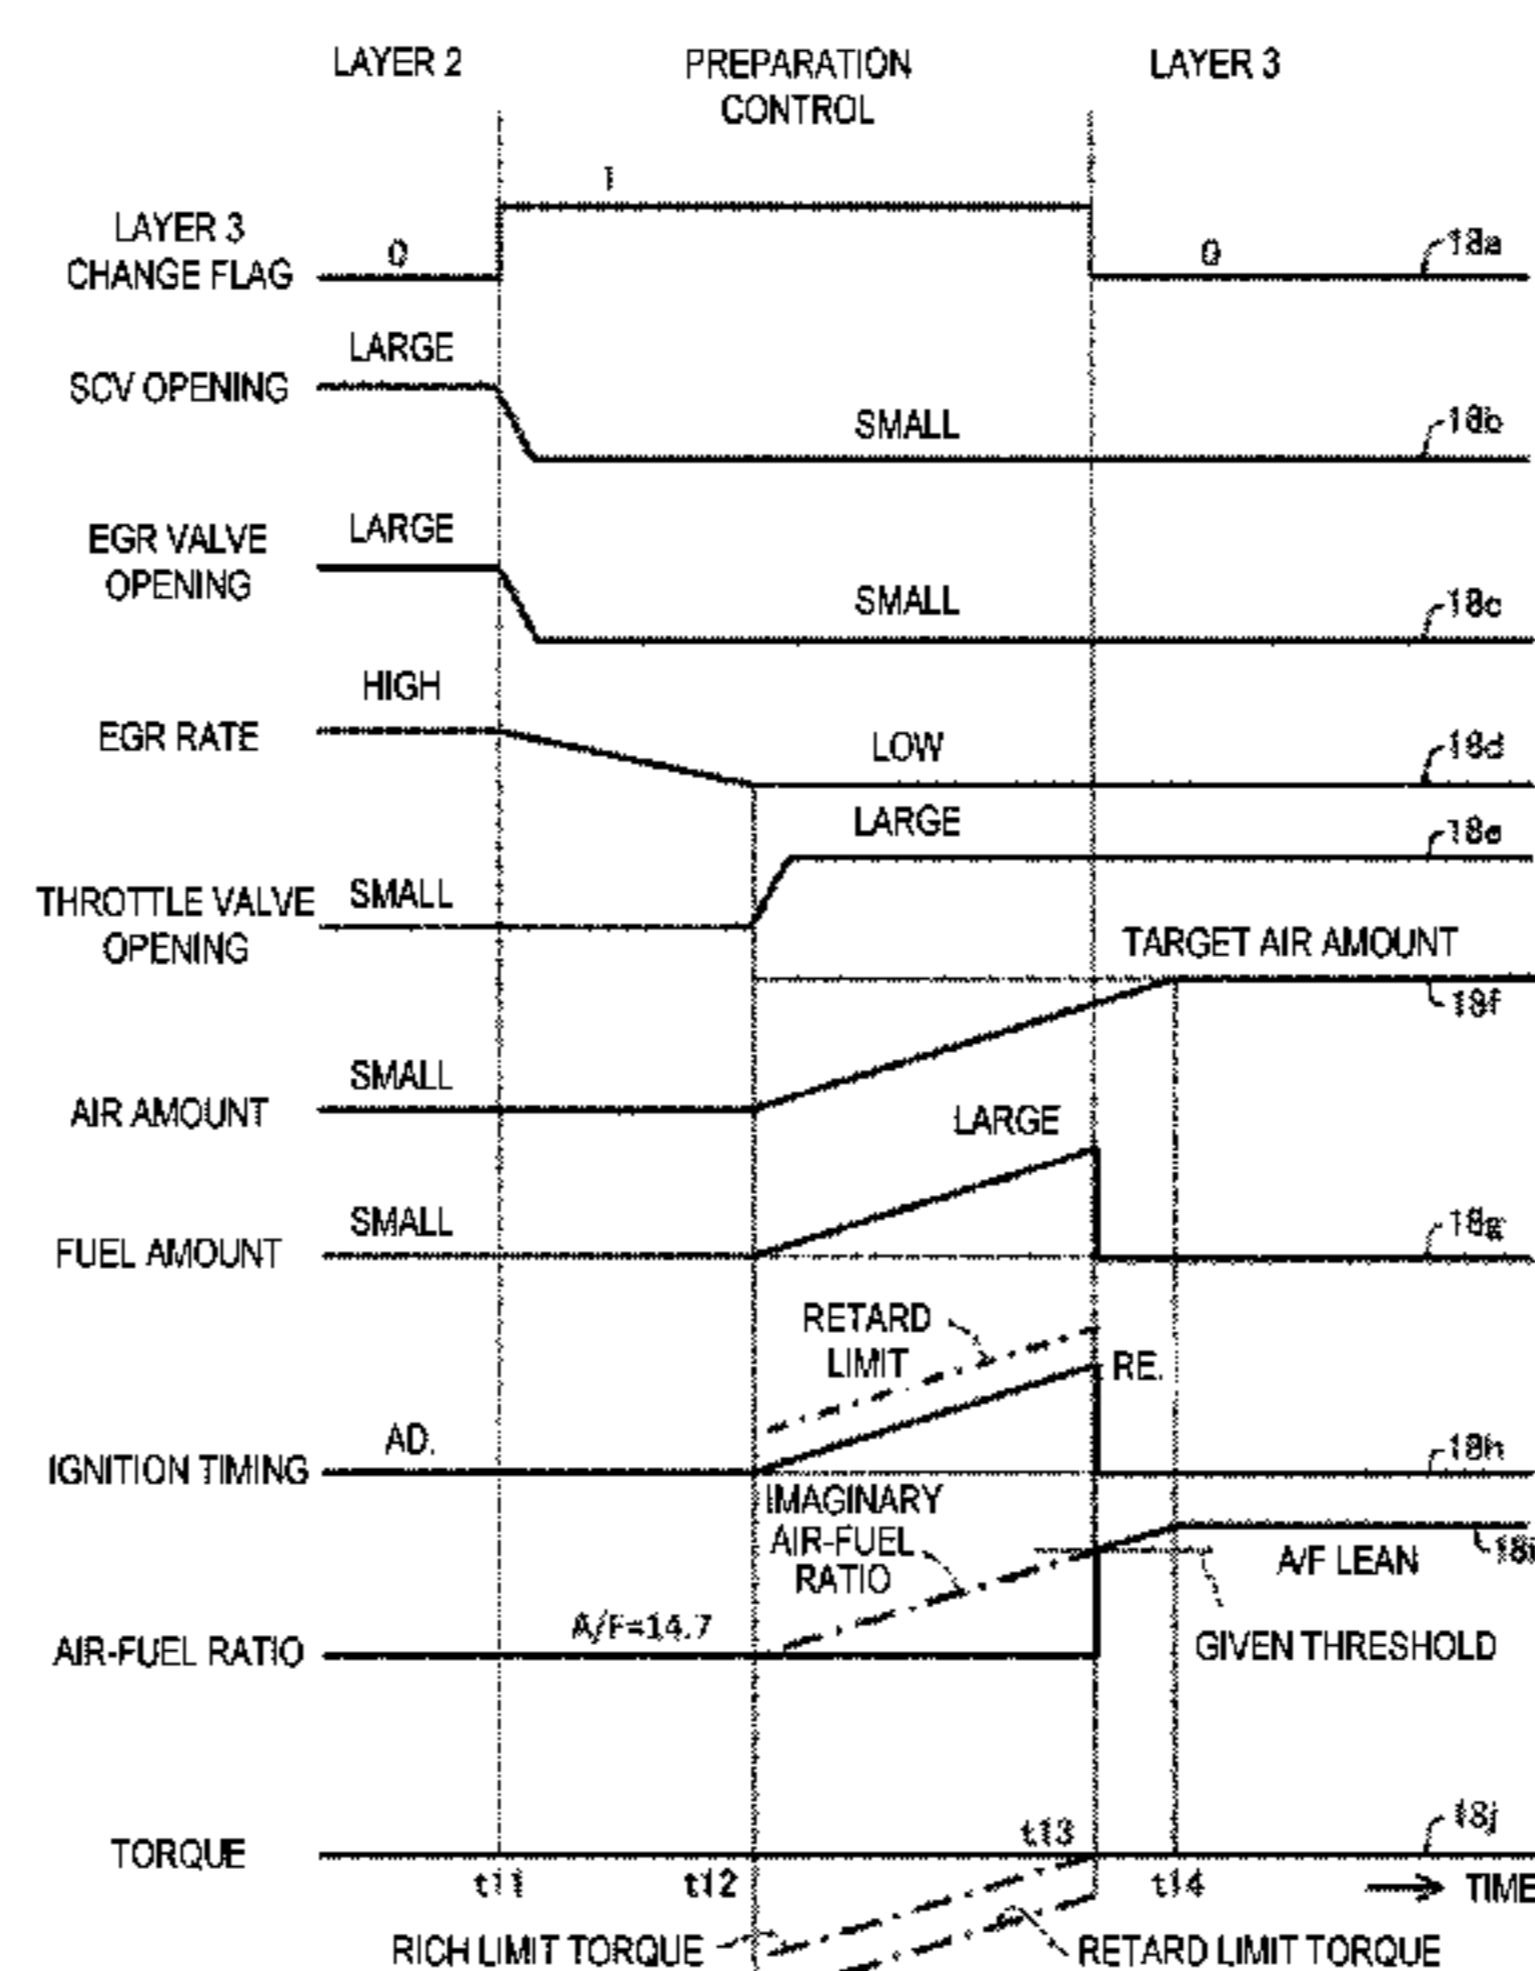 LAYER 2
PREPARATION
CONTROL
LAYER 3
1
LAYER 3
CHANGE FLAG
0
0
18a
LARGE
SCV OPENING
SMALL
18b
EGR VALVE
OPENING
LARGE
SMALL
18c
HIGH
EGR RATE
LOW
18d
LARGE
18e
THROTTLE VALVE
OPENING
SMALL
TARGET AIR AMOUNT
18f
SMALL
AIR AMOUNT
LARGE
SMALL
FUEL AMOUNT
18g
RETARD
LIMIT
RE.
AD.
IGNITION TIMING
18h
IMAGINARY
AIR-FUEL
RATIO
18i
A/F LEAN
A/F=14.7
AIR-FUEL RATIO
GIVEN THRESHOLD
TORQUE
t13
18j
t11
t12
t14
TIME
RICH LIMIT TORQUE
RETARD LIMIT TORQUE